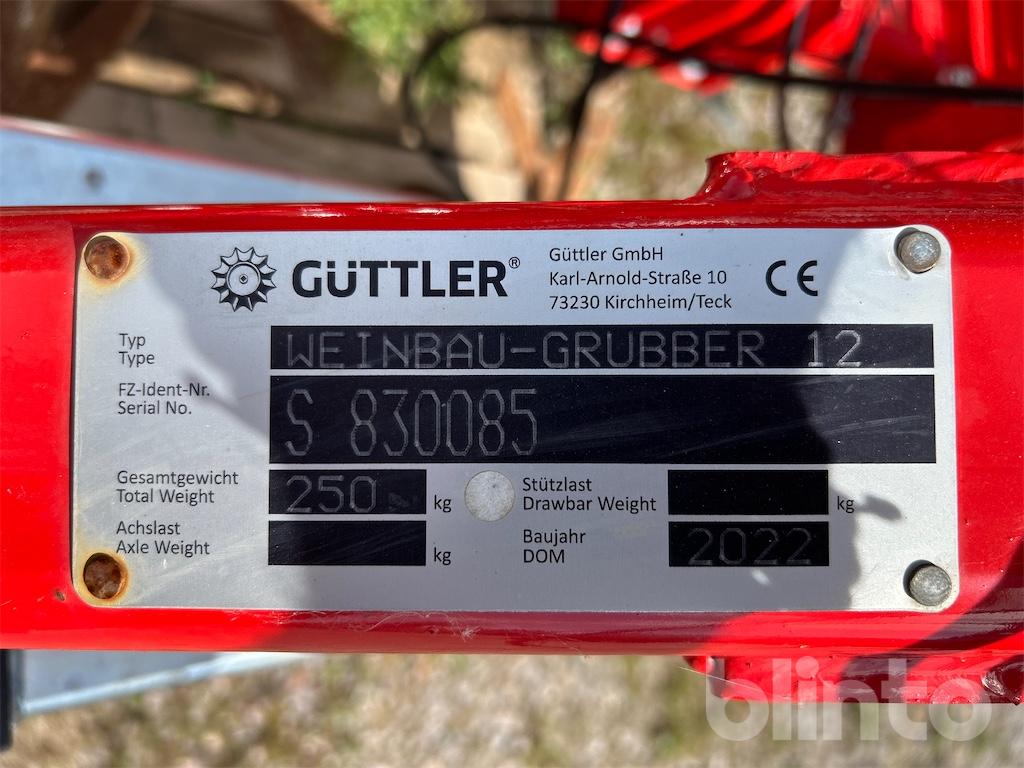 GÜTTLER®
Güttler GmbH
Karl-Arnold-Straße 10
73230 Kirchheim/Teck
CE
Typ
Type
WEINBAU-GRUBBER 12
FZ-Ident-Nr.
Serial No.
S 830085
Gesamtgewicht
Total Weight
250 kg
Stützlast
Drawbar Weight
kg
Achslast
Axle Weight
kg
Baujahr
DOM
2022
blinto